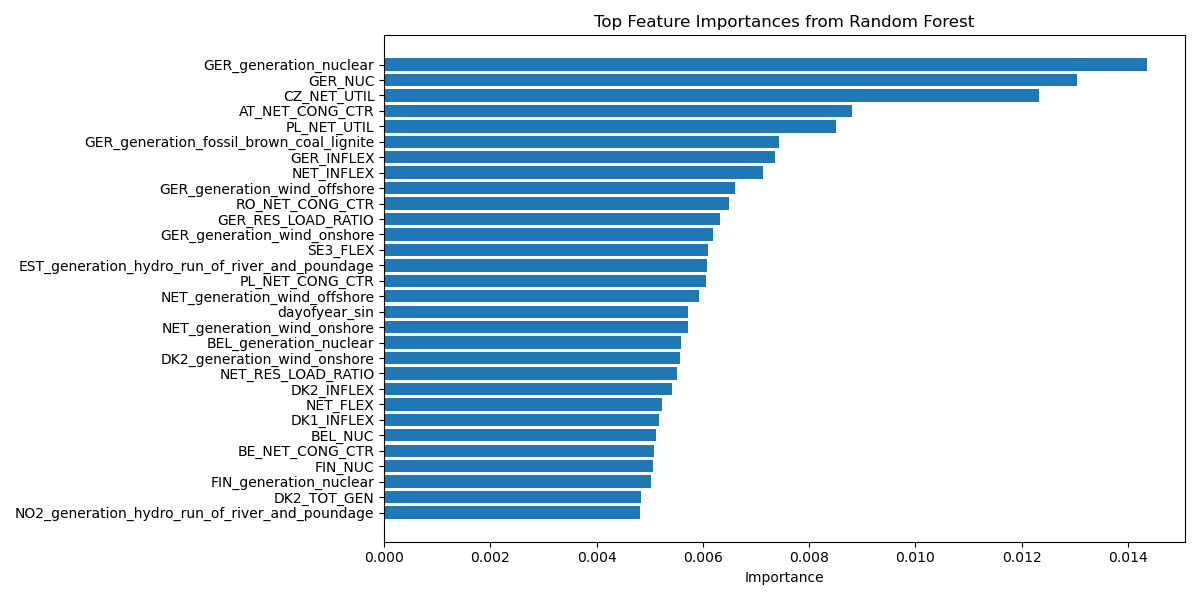 Top Feature Importances from Random Forest
GER_generation_nuclear
GER_NUC
CZ_NET_UTIL
AT_NET_CONG_CTR
PL_NET_UTIL
GER_generation_fossil_brown_coal_lignite
GER_INFLEX
NET_INFLEX
GER_generation_wind_offshore
RO_NET_CONG_CTR
GER_RES_LOAD_RATIO
GER_generation_wind_onshore
SE3_FLEX
EST_generation_hydro_run_of_river_and_poundage
PL_NET_CONG_CTR
NET_generation_wind_offshore
dayofyear_sin
NET_generation_wind_onshore
BEL_generation_nuclear
DK2_generation_wind_onshore
NET_RES_LOAD_RATIO
DK2_INFLEX
NET_FLEX
DK1_INFLEX
BEL_NUC
BE_NET_CONG_CTR
FIN_NUC
FIN_generation_nuclear
DK2_TOT_GEN
NO2_generation_hydro_run_of_river_and_poundage
0.000 0.002 0.004 0.006 0.008 0.010 0.012 0.014
Importance